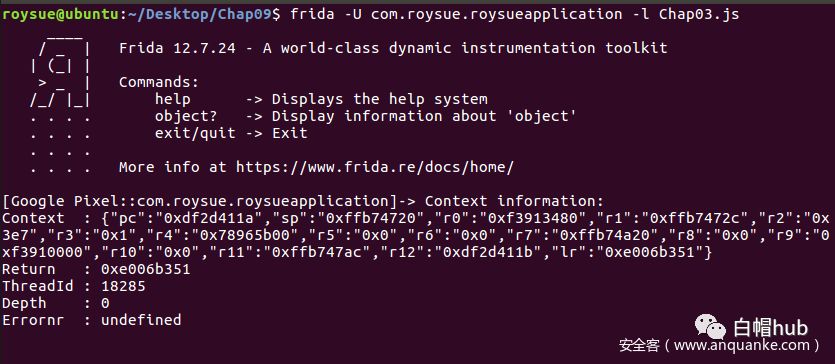 roysue@ubuntu:~/Desktop/Chap09$ frida -U com.roysue.roysueapplication -l Chap03.js
     ____
    / _  |   Frida 12.7.24 - A world-class dynamic instrumentation toolkit
   | (_| |
    > _  |   Commands:
   /_/ |_|       help      -> Displays the help system
   . . . .       object?   -> Display information about 'object'
   . . . .       exit/quit -> Exit
   . . . .
   . . . .   More info at https://www.frida.re/docs/home/
[Google Pixel::com.roysue.roysueapplication]-> Context information:
Context  : {"pc":"0xdf2d411a","sp":"0xffb74720","r0":"0xf3913480","r1":"0xffb7472c","r2":"0x
3e7","r3":"0x1","r4":"0x78965b00","r5":"0x0","r6":"0x0","r7":"0xffb74a20","r8":"0x0","r9":"0
xf3910000","r10":"0x0","r11":"0xffb747ac","r12":"0xdf2d411b","lr":"0xe006b351"}
Return   : 0xe006b351
ThreadId : 18285
Depth    : 0
Errornr  : undefined
白帽hub
安全客（www.anquanke.com）